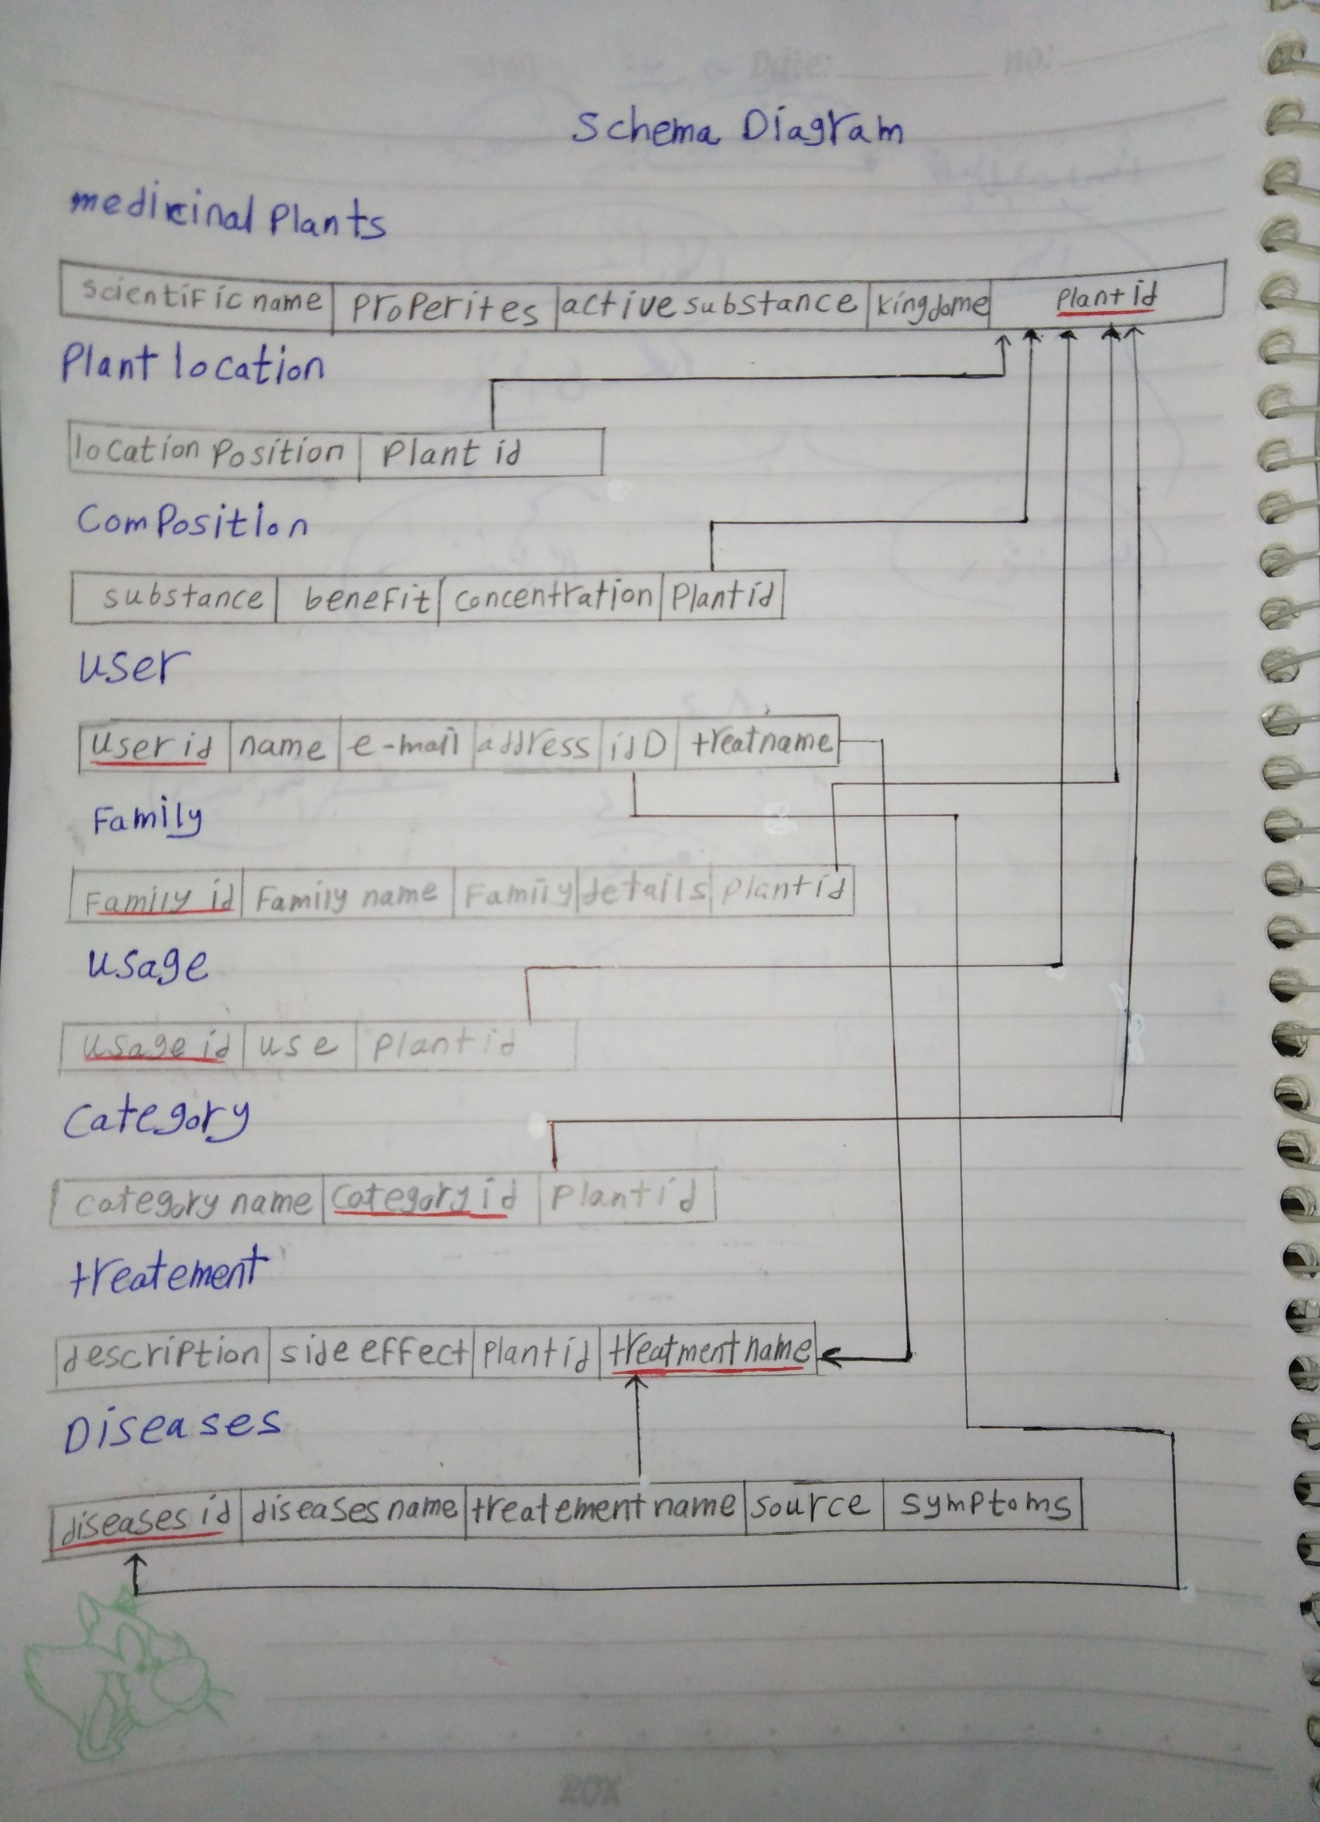 Date: no:
Schema Diagram
medicinal Plants
scientific name properites active substance kingdome plant id
Plant location
location position plant id
Composition
substance benefit concentration plant id
user
user id name e-mail address idD treatname
Family
Family id Family name Family details plant id
usage
usage id use plant id
Category
category name category id plant id
treatement
description side effect plant id treatment name
Diseases
diseases id diseases name treatement name source symptoms